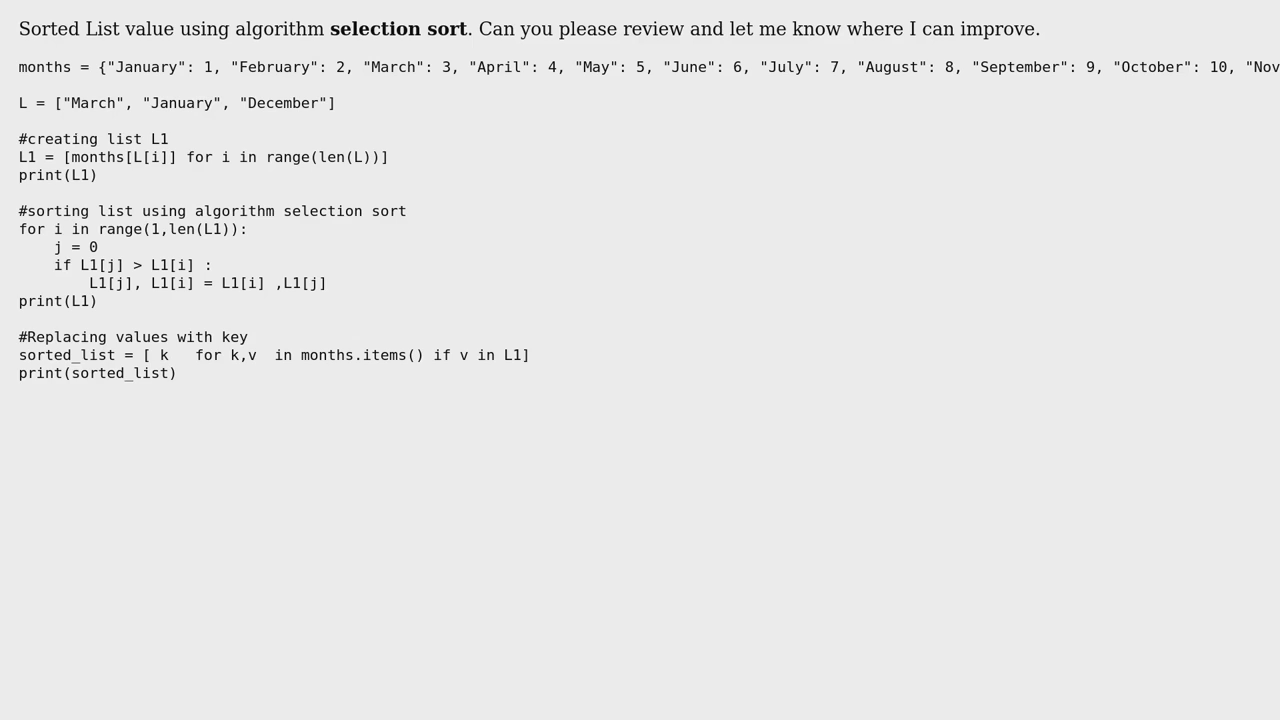 Sorted List value using algorithm selection sort. Can you please review and let me know where I can improve.
months = {"January": 1, "February": 2, "March": 3, "April": 4, "May": 5, "June": 6, "July": 7, "August": 8, "September": 9, "October": 10, "Nov
L = ["March", "January", "December"]
#creating list L1
L1 = [months[L[i]] for i in range(len(L))]
print(L1)
#sorting list using algorithm selection sort
for i in range(1,len(L1)):
    j = 0
    if L1[j] > L1[i] :
        L1[j], L1[i] = L1[i] ,L1[j]
print(L1)
#Replacing values with key
sorted_list = [ k   for k,v  in months.items() if v in L1]
print(sorted_list)